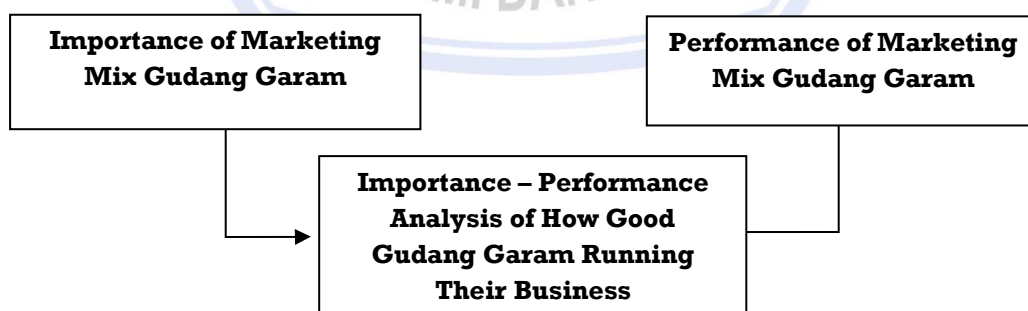 Importance of Marketing
Mix Gudang Garam
Performance of Marketing
Mix Gudang Garam
Importance – Performance
Analysis of How Good
Gudang Garam Running
Their Business